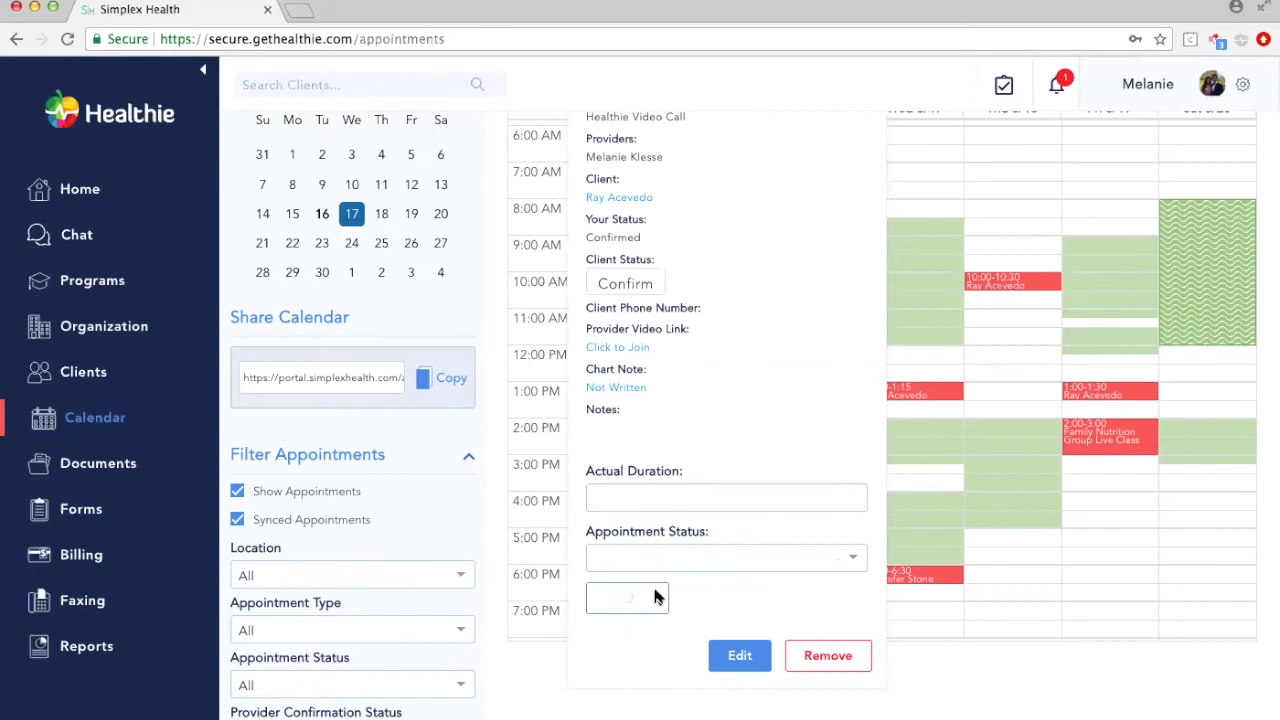 Simplex Health
Secure | https://secure.gethealthie.com/appointments
3
Healthie
Home
Chat
Programs
Organization
Clients
Calendar
Documents
Forms
Billing
Faxing
Reports
Search Clients...
1
Melanie
Su Mo Tu We Th Fr Sa
31 1 2 3 4 5 6
7 8 9 10 11 12 13
14 15 16 17 18 19 20
21 22 23 24 25 26 27
28 29 30 1 2 3 4
Share Calendar
https://portal.simplexhealth.com/a
Copy
Filter Appointments
Show Appointments
Synced Appointments
Location
All
Appointment Type
All
Appointment Status
All
Provider Confirmation Status
6:00 AM
7:00 AM
8:00 AM
9:00 AM
10:00 AM
11:00 AM
12:00 PM
1:00 PM
2:00 PM
3:00 PM
4:00 PM
5:00 PM
6:00 PM
7:00 PM
Healthie Video Call
Providers:
Melanie Klesse
Client:
Ray Acevedo
Your Status:
Confirmed
Client Status:
Confirm
Client Phone Number:
Provider Video Link:
Click to Join
Chart Note:
Not Written
Notes:
Actual Duration:
Appointment Status:
Edit
Remove
10:00-10:30
Ray Acevedo
-1:15
Acevedo
1:00-1:30
Ray Acevedo
2:00-3:00
Family Nutrition
Group Live Class
-6:30
nifer Stone